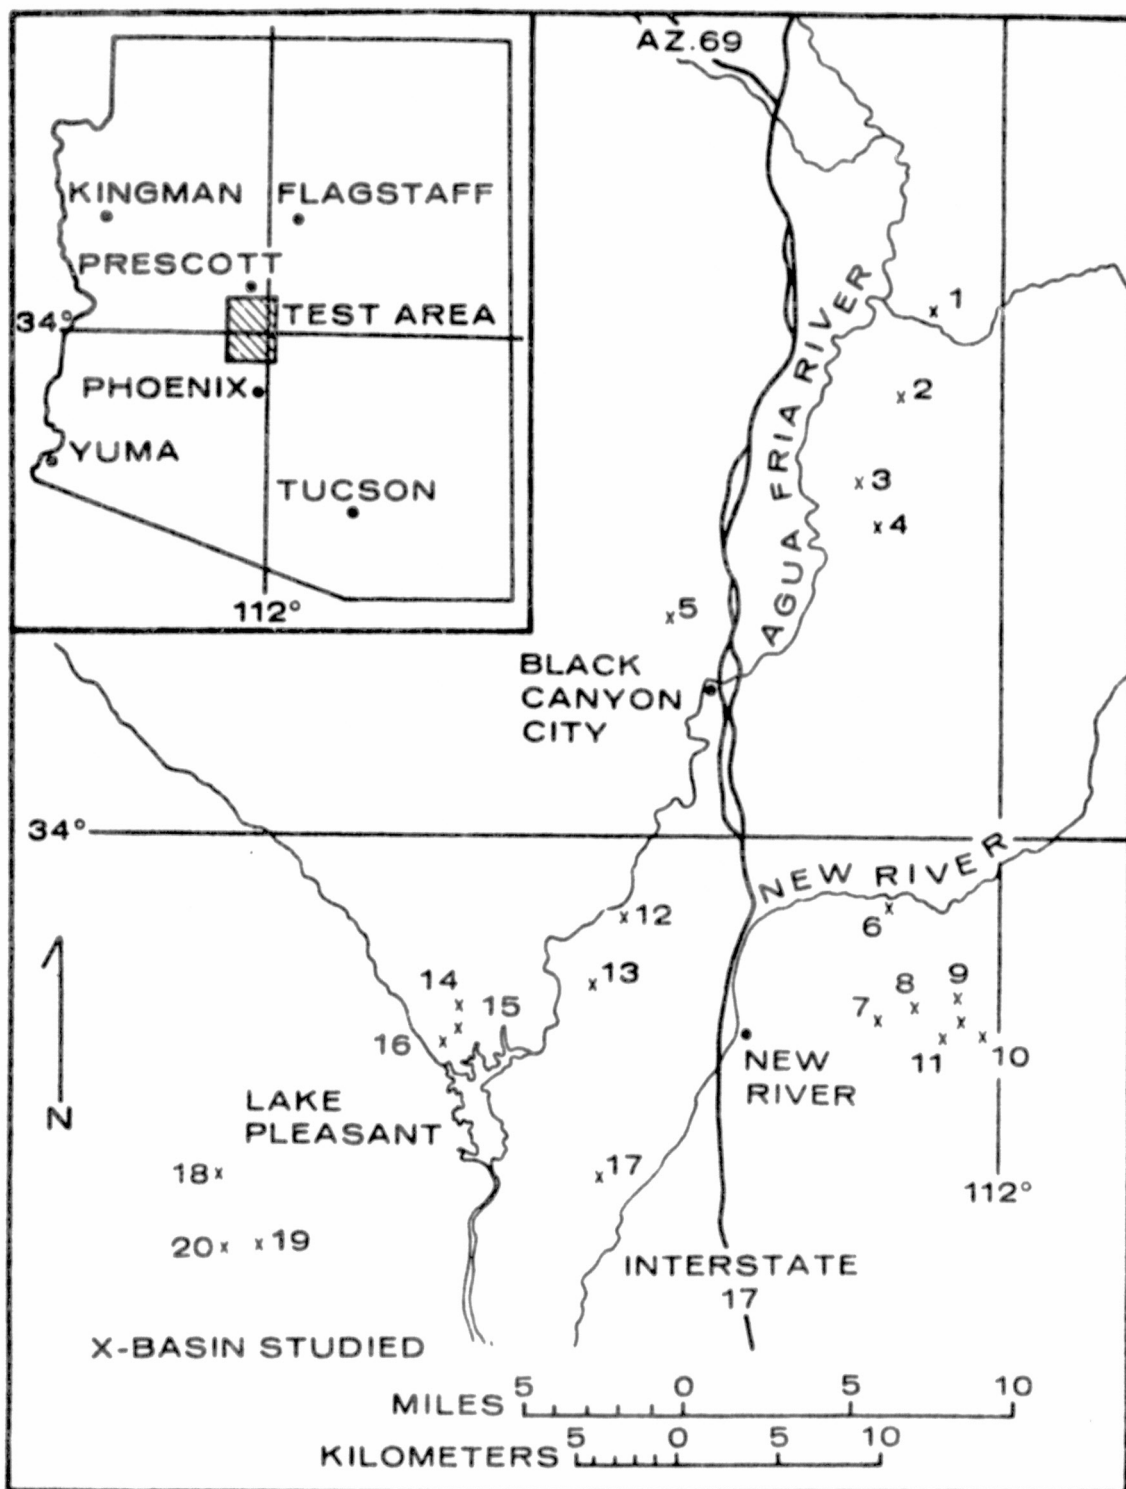 AZ.69
KINGMAN
FLAGSTAFF
PRESCOTT
34°
TEST AREA
PHOENIX
YUMA
TUCSON
112°
1
2
3
4
5
AGUA FRIA RIVER
BLACK
CANYON
CITY
34°
NEW RIVER
6
12
13
14
15
16
7
8
9
10
11
NEW
RIVER
LAKE
PLEASANT
N
17
18
19
20
112°
INTERSTATE
17
X-BASIN STUDIED
MILES 5 0 5 10
KILOMETERS 5 0 5 10